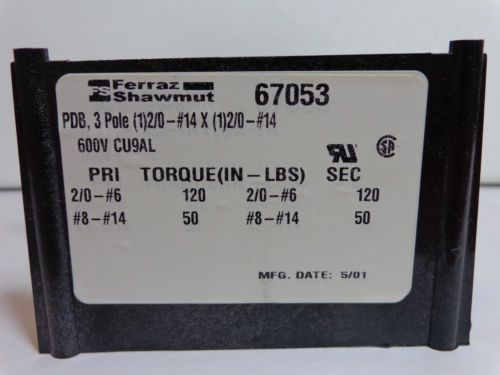 FS Ferraz Shawmut 67053
PDB, 3 Pole (1)2/0-#14 X (1)2/0-#14
600V CU9AL
PRI TORQUE(IN-LBS) SEC
2/0-#6 120 2/0-#6 120
#8-#14 50 #8-#14 50
MFG. DATE: 5/01